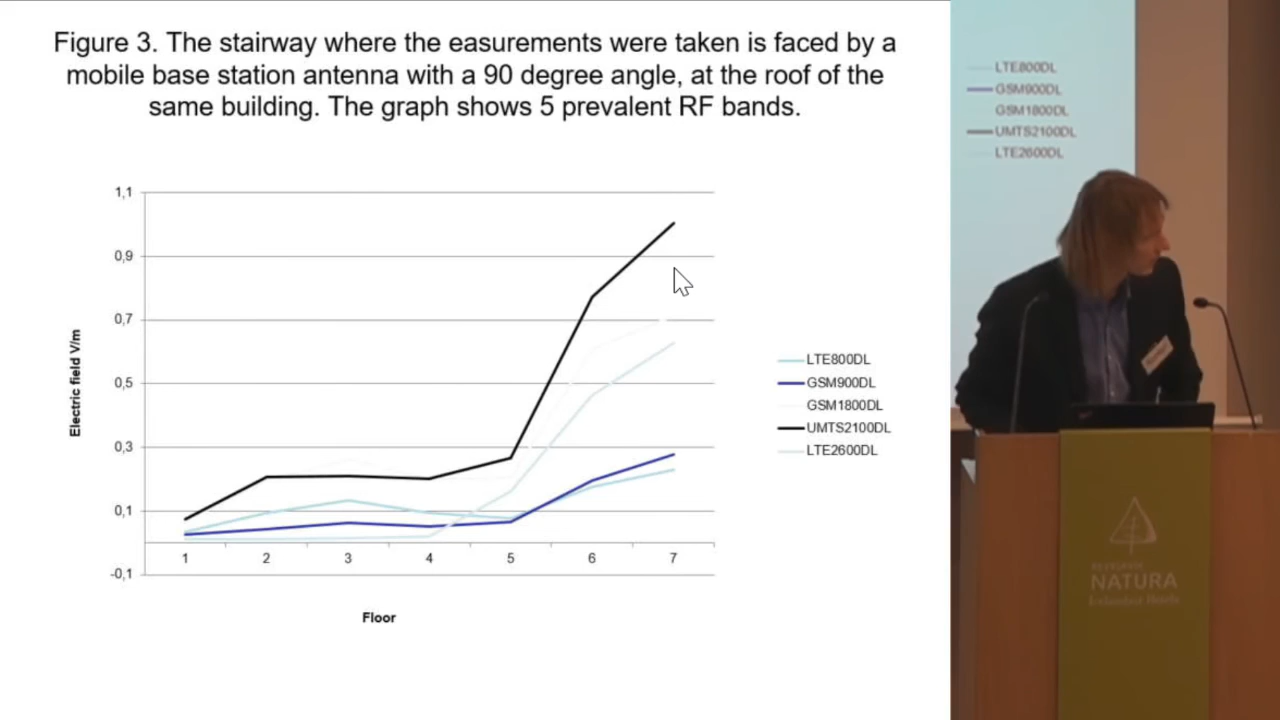 Figure 3. The stairway where the easurements were taken is faced by a
mobile base station antenna with a 90 degree angle, at the roof of the
same building. The graph shows 5 prevalent RF bands.
1,1
0,9
0,7
0,5
0,3
0,1
-0,1
Electric field V/m
1 2 3 4 5 6 7
Floor
LTE800DL
GSM900DL
GSM1800DL
UMTS2100DL
LTE2600DL
LTE800DL
GSM900DL
GSM1800DL
UMTS2100DL
LTE2600DL
REYKJAVIK
NATURA
Icelandair Hotels